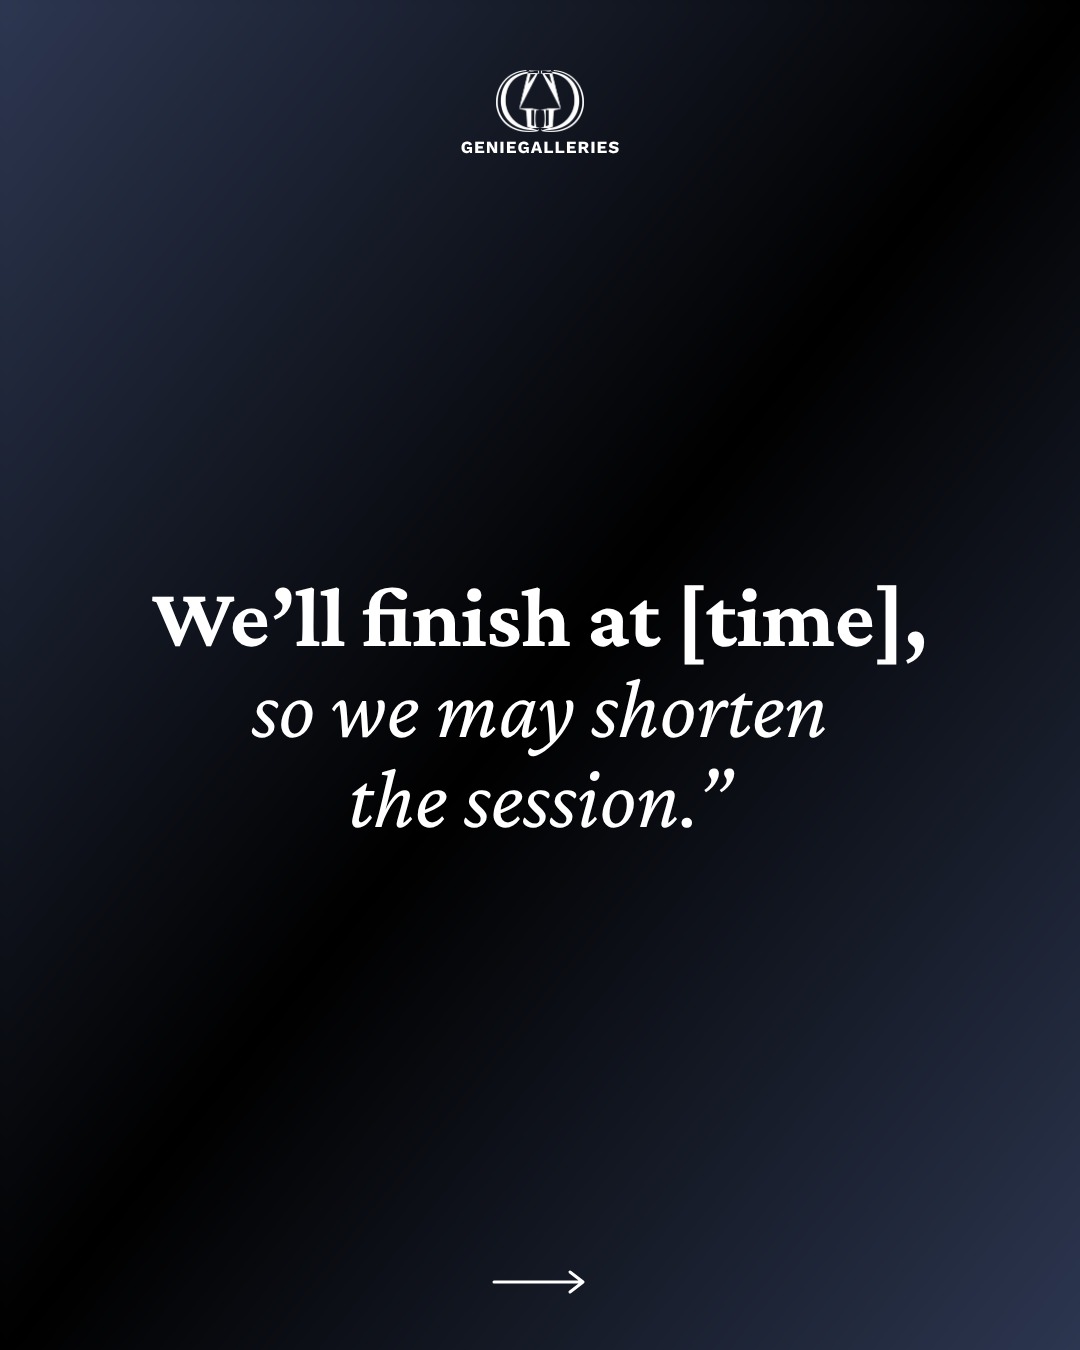 GENIEGALLERIES
We’ll finish at [time],
so we may shorten
the session.”